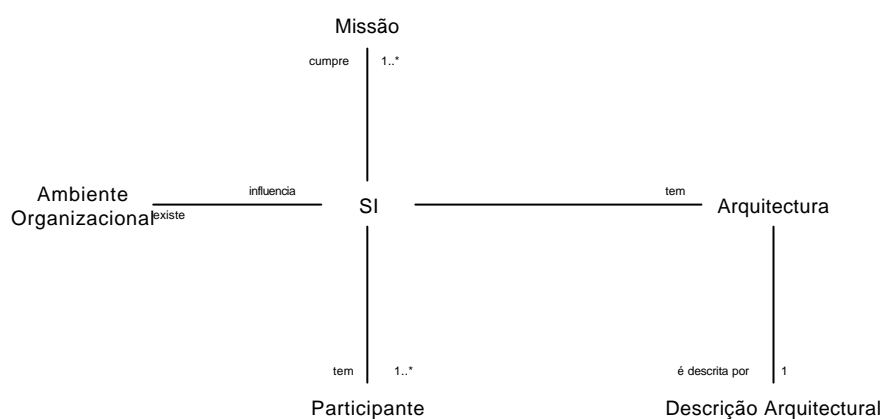 Missão
cumpre 1..*
Ambiente
Organizacional
influencia
existe
SI
tem
Arquitectura
tem 1..*
é descrita por 1
Participante
Descrição Arquitectural